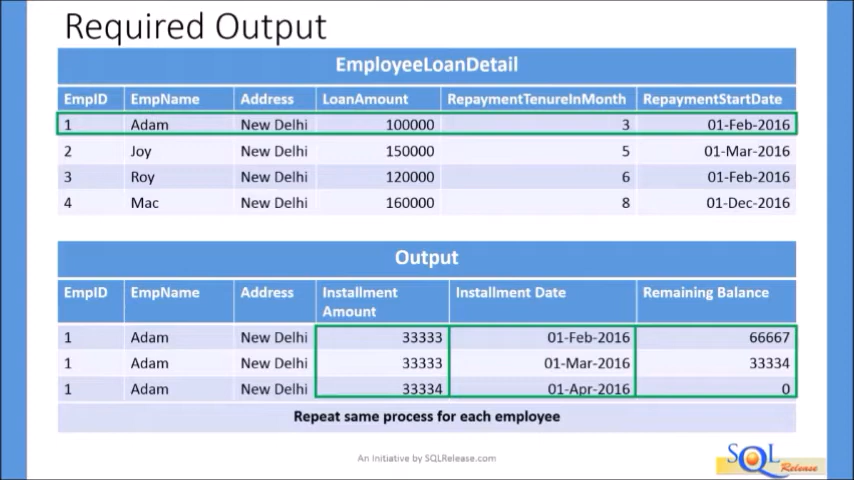 Required Output
EmployeeLoanDetail
EmpID EmpName Address LoanAmount RepaymentTenureInMonth RepaymentStartDate
1 Adam New Delhi 100000 3 01-Feb-2016
2 Joy New Delhi 150000 5 01-Mar-2016
3 Roy New Delhi 120000 6 01-Feb-2016
4 Mac New Delhi 160000 8 01-Dec-2016
Output
EmpID EmpName Address Installment Amount Installment Date Remaining Balance
1 Adam New Delhi 33333 01-Feb-2016 66667
1 Adam New Delhi 33333 01-Mar-2016 33334
1 Adam New Delhi 33334 01-Apr-2016 0
Repeat same process for each employee
An Initiative by SQLRelease.com
SQL Release